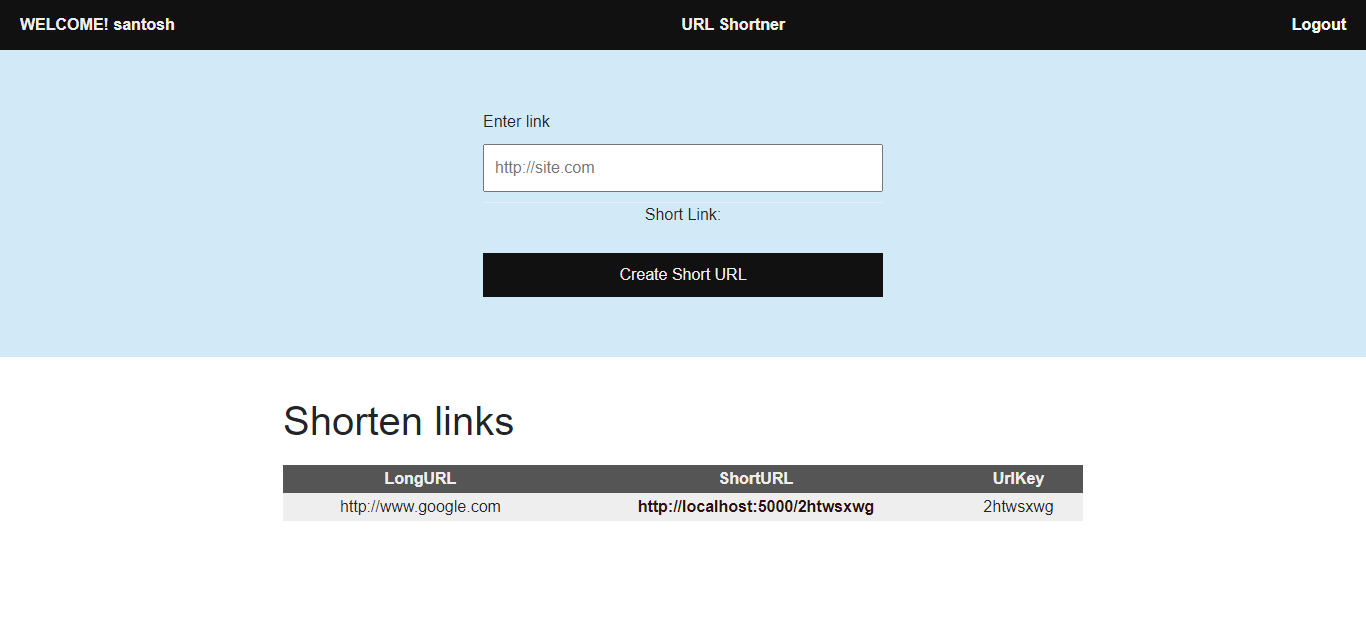 WELCOME! santosh URL Shortner Logout
Enter link
http://site.com
Short Link:
Create Short URL
Shorten links
LongURL ShortURL UrlKey
http://www.google.com http://localhost:5000/2htwsxwg 2htwsxwg